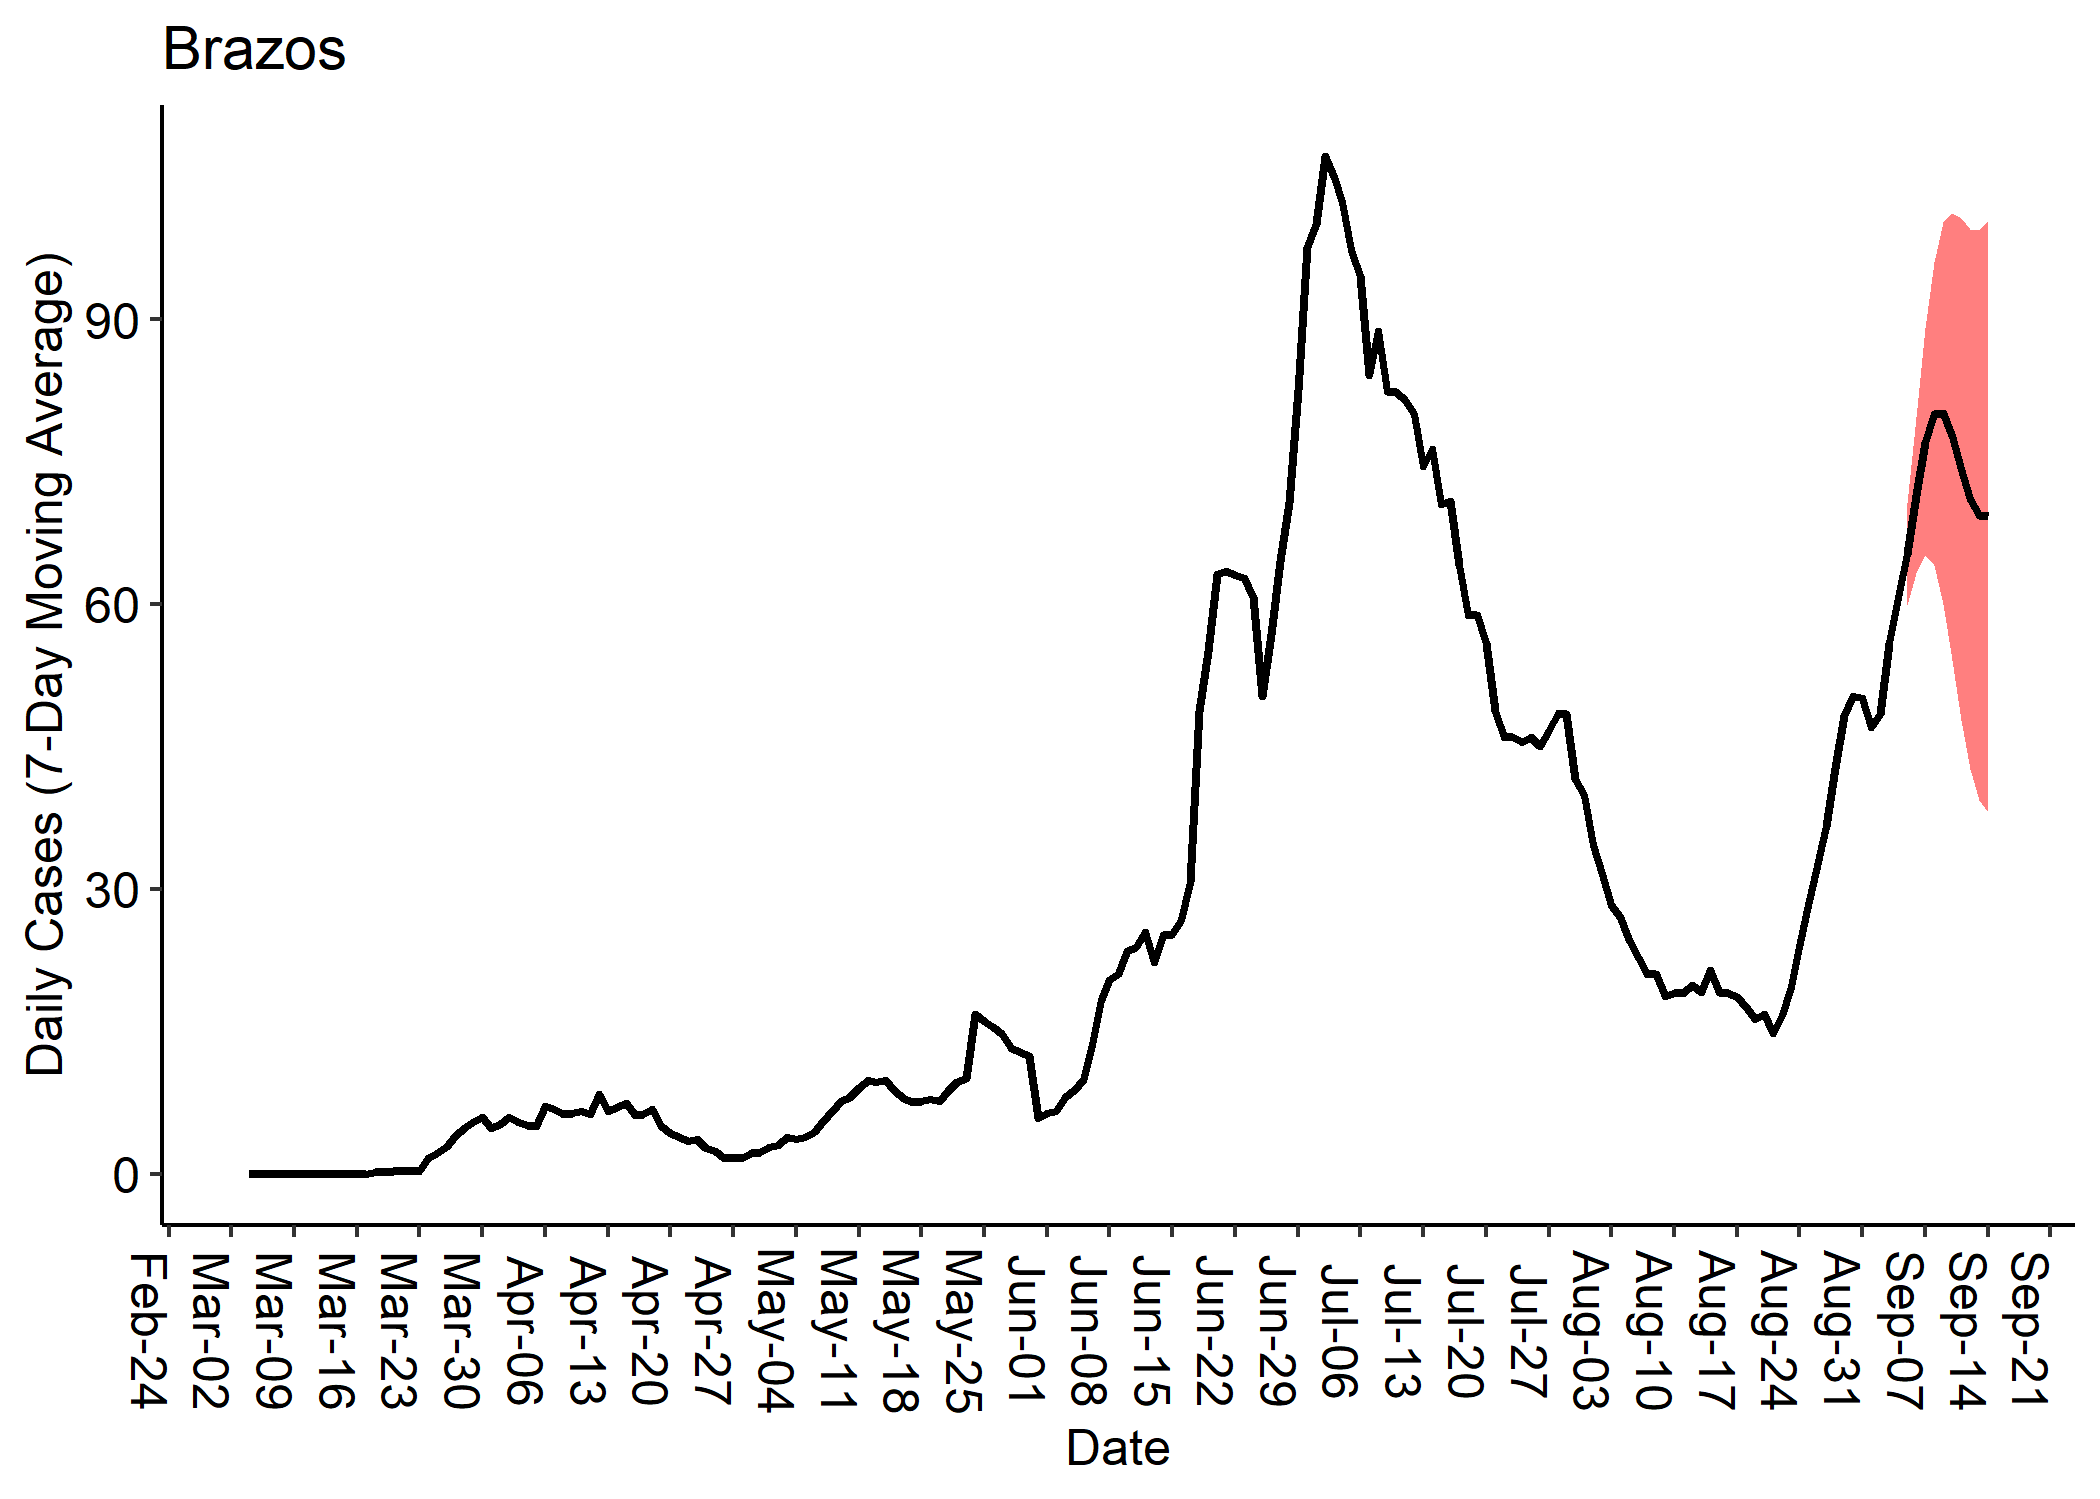 Brazos
Daily Cases (7-Day Moving Average)
90
60
30
0
Feb-24
Mar-02
Mar-09
Mar-16
Mar-23
Mar-30
Apr-06
Apr-13
Apr-20
Apr-27
May-04
May-11
May-18
May-25
Jun-01
Jun-08
Jun-15
Jun-22
Jun-29
Jul-06
Jul-13
Jul-20
Jul-27
Aug-03
Aug-10
Aug-17
Aug-24
Aug-31
Sep-07
Sep-14
Sep-21
Date